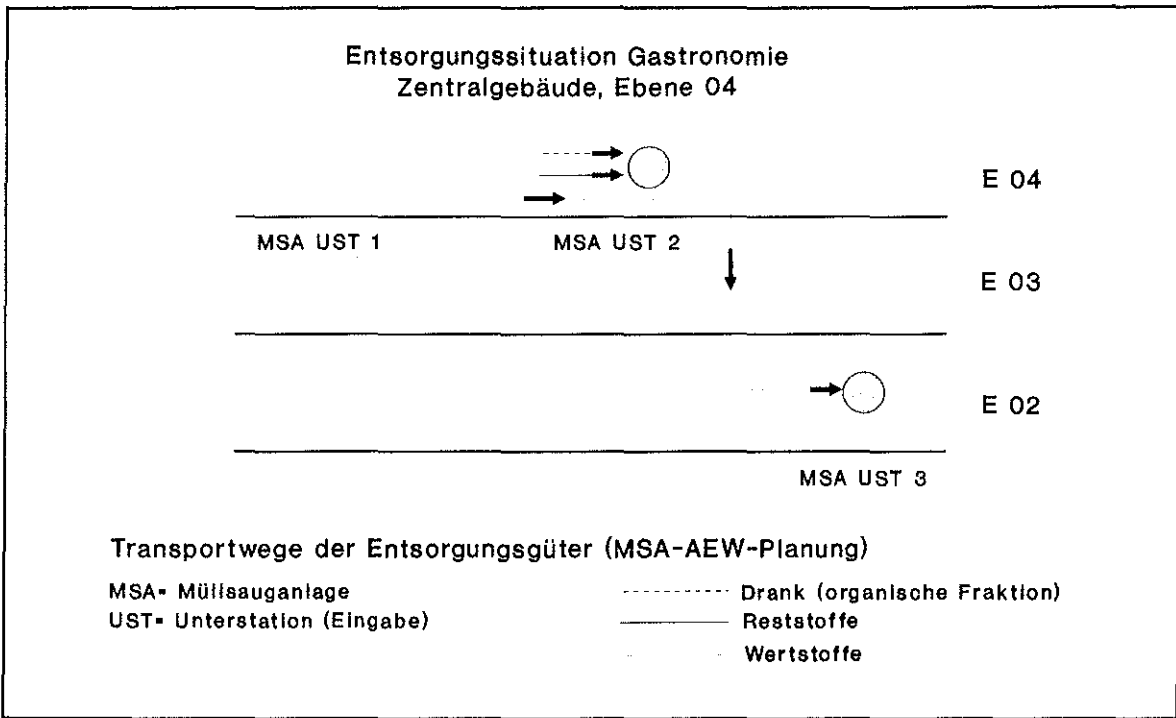 Entsorgungssituation Gastronomie
Zentralgebäude, Ebene 04
E 04
MSA UST 1
MSA UST 2
E 03
E 02
MSA UST 3
Transportwege der Entsorgungsgüter (MSA-AEW-Planung)
MSA= Müllsauganlage
Drank (organische Fraktion)
UST= Unterstation (Eingabe)
Reststoffe
Wertstoffe